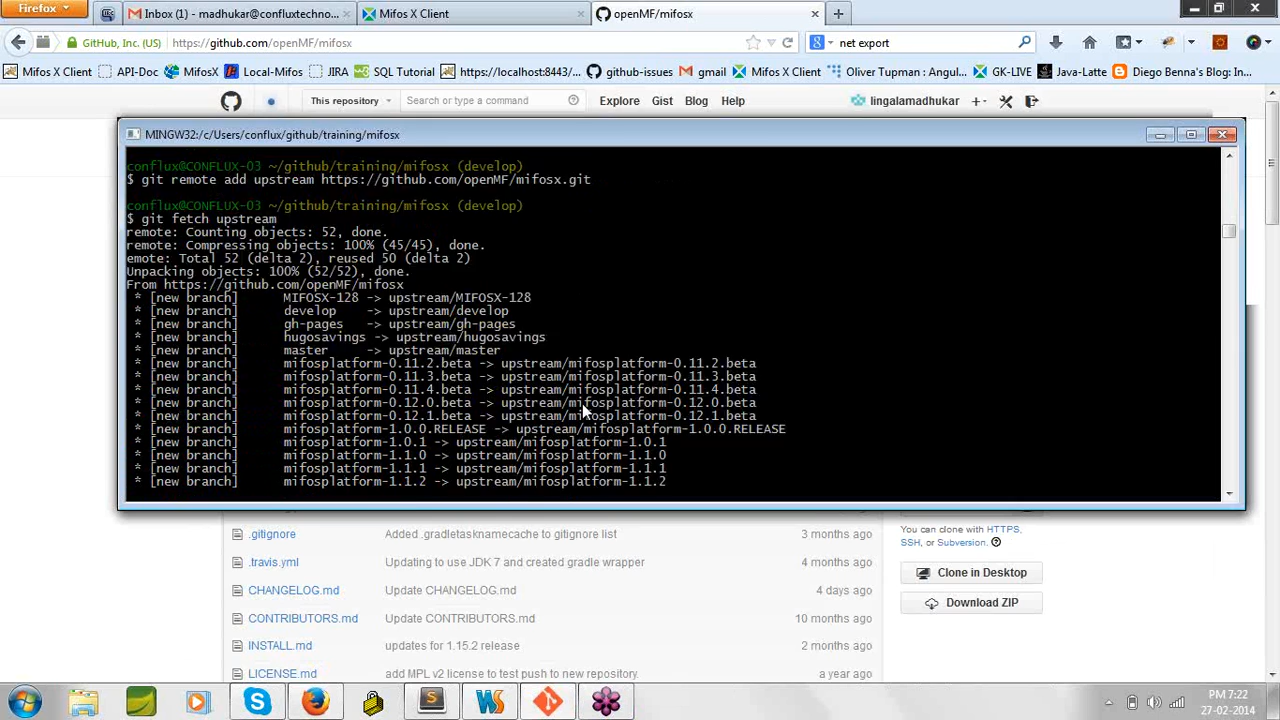 Firefox
Inbox (1) - madhukar@confluxtechno...
Mifos X Client
openMF/mifosx
GitHub, Inc. (US)
https://github.com/openMF/mifosx
net export
Mifos X Client
API-Doc
MifosX
Local-Mifos
JIRA
SQL Tutorial
https://localhost:8443/...
github-issues
gmail
Mifos X Client
Oliver Tupman: Angul...
GK-LIVE
Java-Latte
Diego Benna's Blog: In...
This repository
Search or type a command
Explore
Gist
Blog
Help
lingalamadhukar
MINGW32:/c/Users/conflux/github/training/mifosx
conflux@CONFLUX-03 ~/github/training/mifosx (develop)
$ git remote add upstream https://github.com/openMF/mifosx.git
conflux@CONFLUX-03 ~/github/training/mifosx (develop)
$ git fetch upstream
remote: Counting objects: 52, done.
remote: Compressing objects: 100% (45/45), done.
emote: Total 52 (delta 2), reused 50 (delta 2)
Unpacking objects: 100% (52/52), done.
From https://github.com/openMF/mifosx
* [new branch] MIFOSX-128 -> upstream/MIFOSX-128
* [new branch] develop -> upstream/develop
* [new branch] gh-pages -> upstream/gh-pages
* [new branch] hugosavings -> upstream/hugosavings
* [new branch] master -> upstream/master
* [new branch] mifosplatform-0.11.2.beta -> upstream/mifosplatform-0.11.2.beta
* [new branch] mifosplatform-0.11.3.beta -> upstream/mifosplatform-0.11.3.beta
* [new branch] mifosplatform-0.11.4.beta -> upstream/mifosplatform-0.11.4.beta
* [new branch] mifosplatform-0.12.0.beta -> upstream/mifosplatform-0.12.0.beta
* [new branch] mifosplatform-0.12.1.beta -> upstream/mifosplatform-0.12.1.beta
* [new branch] mifosplatform-1.0.0.RELEASE -> upstream/mifosplatform-1.0.0.RELEASE
* [new branch] mifosplatform-1.0.1 -> upstream/mifosplatform-1.0.1
* [new branch] mifosplatform-1.1.0 -> upstream/mifosplatform-1.1.0
* [new branch] mifosplatform-1.1.1 -> upstream/mifosplatform-1.1.1
* [new branch] mifosplatform-1.1.2 -> upstream/mifosplatform-1.1.2
.gitignore Added .gradletasknamecache to gitignore list 3 months ago
.travis.yml Updating to use JDK 7 and created gradle wrapper 4 months ago
CHANGELOG.md Update CHANGELOG.md 4 days ago
CONTRIBUTORS.md Update CONTRIBUTORS.md 10 months ago
INSTALL.md updates for 1.15.2 release 2 months ago
LICENSE.md add MPL v2 license to test push to new repository. a year ago
You can clone with HTTPS,
SSH, or Subversion.
Clone in Desktop
Download ZIP
PM 7:22
27-02-2014